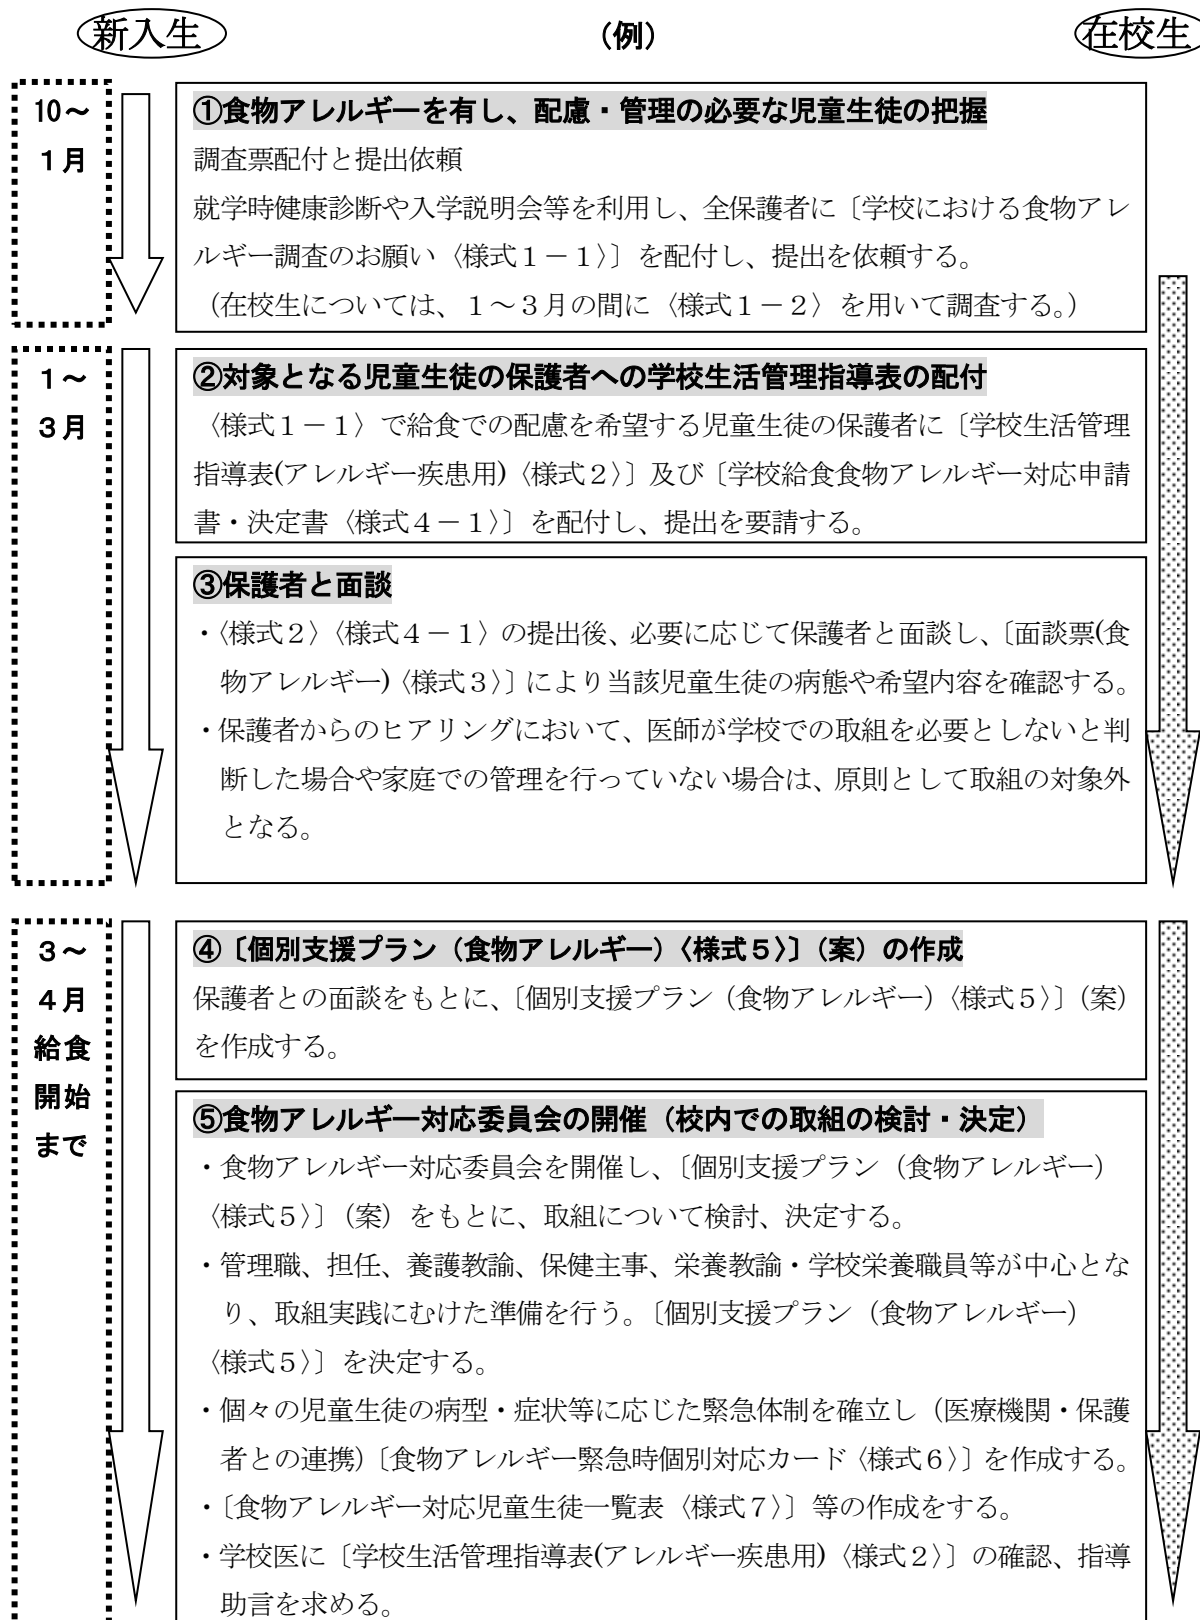 新入生
(例)
在校生
10～
1月
①食物アレルギーを有し、配慮・管理の必要な児童生徒の把握
調査票配付と提出依頼
就学時健康診断や入学説明会等を利用し、全保護者に〔学校における食物アレ
ルギー調査のお願い〈様式１－１〉〕を配付し、提出を依頼する。
（在校生については、１～３月の間に〈様式１－２〉を用いて調査する。）
1～
3月
②対象となる児童生徒の保護者への学校生活管理指導表の配付
〈様式１－１〉で給食での配慮を希望する児童生徒の保護者に〔学校生活管理
指導表(アレルギー疾患用)〈様式２〉〕及び〔学校給食食物アレルギー対応申請
書・決定書〈様式４－１〉〕を配付し、提出を要請する。
③保護者と面談
・〈様式２〉〈様式４－１〉の提出後、必要に応じて保護者と面談し、〔面談票(食
物アレルギー)〈様式３〉〕により当該児童生徒の病態や希望内容を確認する。
・保護者からのヒアリングにおいて、医師が学校での取組を必要としないと判
断した場合や家庭での管理を行っていない場合は、原則として取組の対象外
となる。
3～
4月
給食
開始
まで
④〔個別支援プラン（食物アレルギー）〈様式５〉〕（案）の作成
保護者との面談をもとに、〔個別支援プラン（食物アレルギー）〈様式５〉〕（案）
を作成する。
⑤食物アレルギー対応委員会の開催（校内での取組の検討・決定）
・食物アレルギー対応委員会を開催し、〔個別支援プラン（食物アレルギー）
〈様式５〉〕（案）をもとに、取組について検討、決定する。
・管理職、担任、養護教諭、保健主事、栄養教諭・学校栄養職員等が中心とな
り、取組実践にむけた準備を行う。〔個別支援プラン（食物アレルギー）
〈様式５〉〕を決定する。
・個々の児童生徒の病型・症状等に応じた緊急体制を確立し（医療機関・保護
者との連携）〔食物アレルギー緊急時個別対応カード〈様式６〉〕を作成する。
・〔食物アレルギー対応児童生徒一覧表〈様式７〉〕等の作成をする。
・学校医に〔学校生活管理指導表(アレルギー疾患用)〈様式２〉〕の確認、指導
助言を求める。